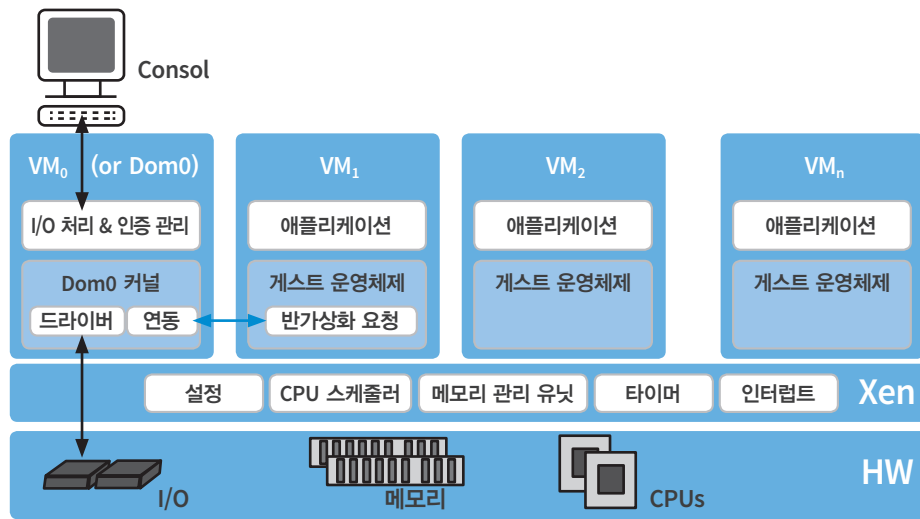 Consol
VM0 (or Dom0)
VM1
VM2
VMn
I/O 처리 & 인증 관리
애플리케이션
애플리케이션
애플리케이션
Dom0 커널
게스트 운영체제
게스트 운영체제
게스트 운영체제
드라이버
연동
반가상화 요청
설정
CPU 스케줄러
메모리 관리 유닛
타이머
인터럽트
Xen
HW
I/O
메모리
CPUs